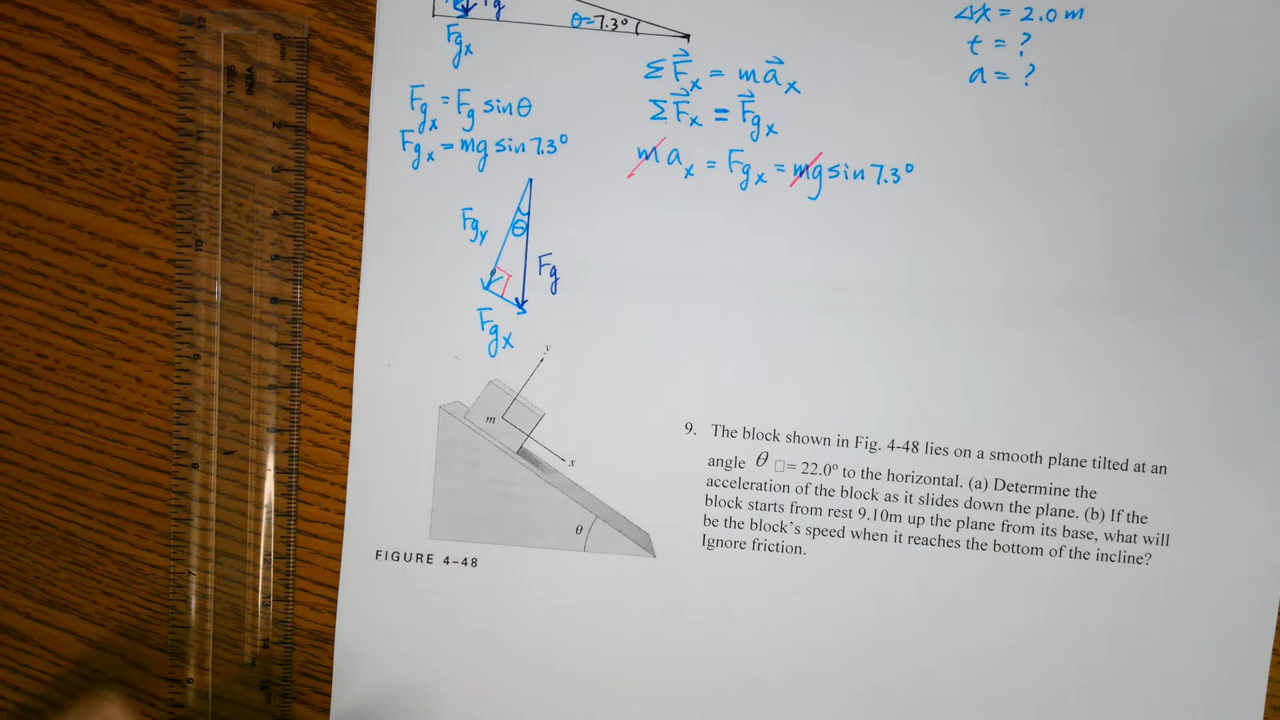 Fg
θ=7.3°
Δx = 2.0 m
t = ?
a = ?
Fgx
ΣF⃗x = ma⃗x
Fgx = Fg sinθ
ΣF⃗x = F⃗gx
Fgx = mg sin 7.3°
max = Fgx = mg sin 7.3°
Fgy
θ
Fg
Fgx
y
m
x
θ
FIGURE 4–48
9. The block shown in Fig. 4-48 lies on a smooth plane tilted at an
angle θ □= 22.0° to the horizontal. (a) Determine the
acceleration of the block as it slides down the plane. (b) If the
block starts from rest 9.10m up the plane from its base, what will
be the block's speed when it reaches the bottom of the incline?
Ignore friction.
11795
INDIA